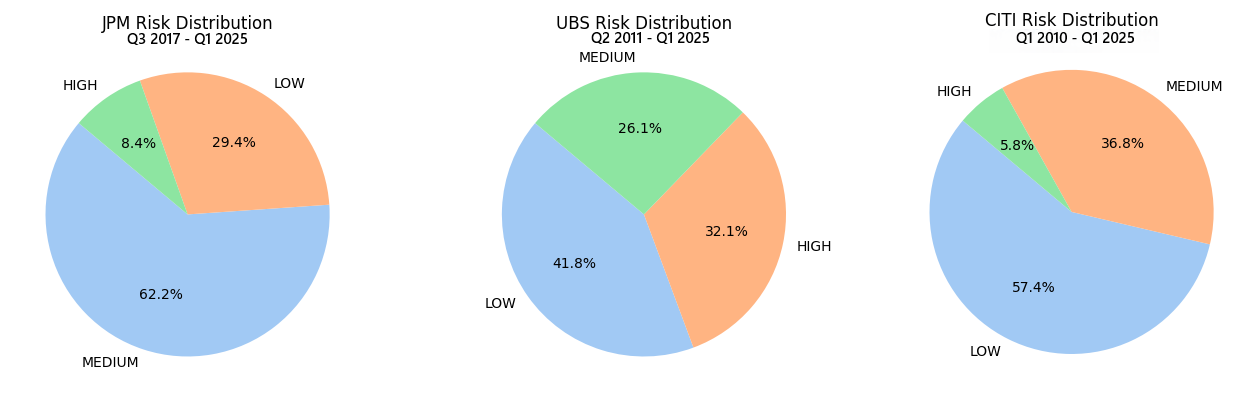 JPM Risk Distribution
Q3 2017 - Q1 2025
HIGH
LOW
8.4%
29.4%
62.2%
MEDIUM
UBS Risk Distribution
Q2 2011 - Q1 2025
MEDIUM
26.1%
32.1%
HIGH
41.8%
LOW
CITI Risk Distribution
Q1 2010 - Q1 2025
HIGH
MEDIUM
5.8%
36.8%
57.4%
LOW